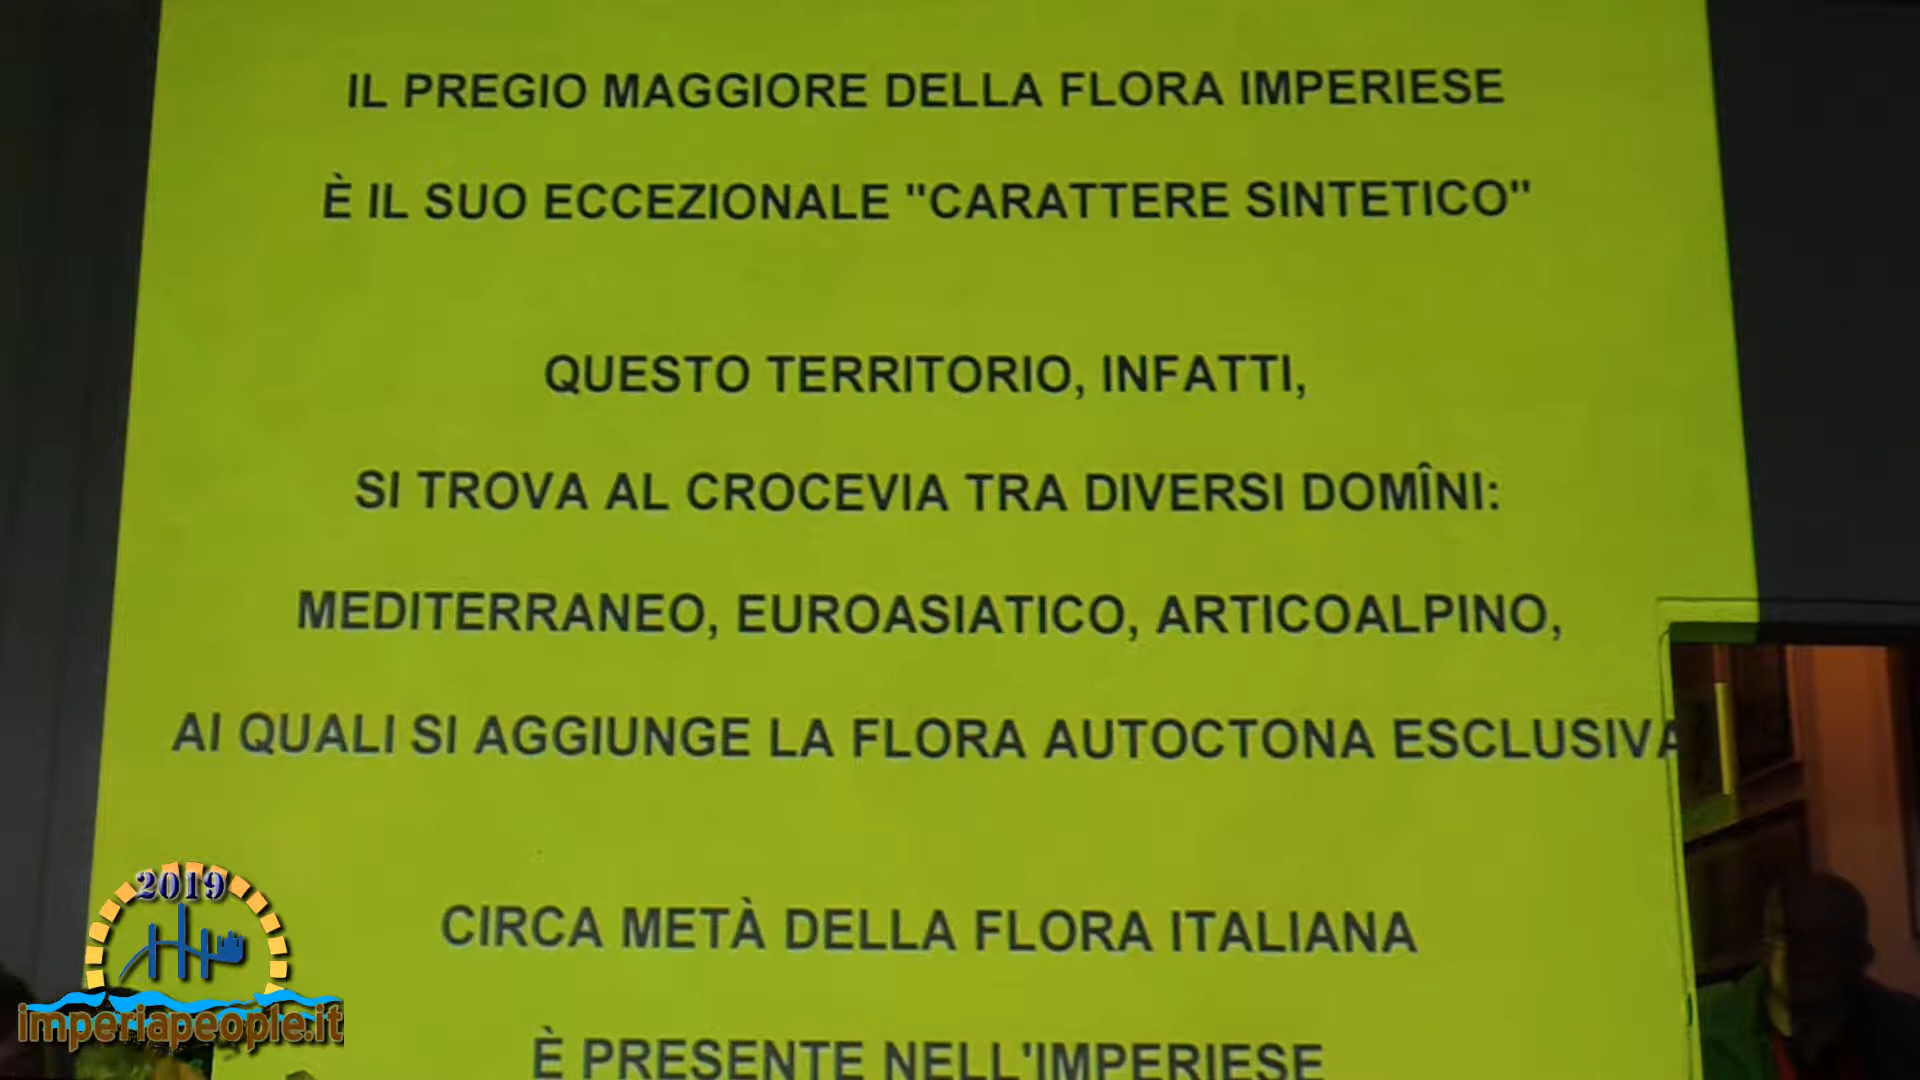 IL PREGIO MAGGIORE DELLA FLORA IMPERIESE
È IL SUO ECCEZIONALE "CARATTERE SINTETICO"
QUESTO TERRITORIO, INFATTI,
SI TROVA AL CROCEVIA TRA DIVERSI DOMÎNI:
MEDITERRANEO, EUROASIATICO, ARTICOALPINO,
AI QUALI SI AGGIUNGE LA FLORA AUTOCTONA ESCLUSIVA
CIRCA METÀ DELLA FLORA ITALIANA
È PRESENTE NELL'IMPERIESE
2019
imperiapeople.it